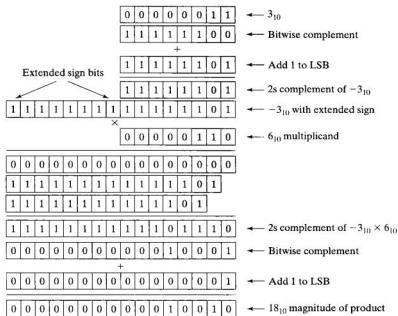 0 0 0 0 0 0 1 1 ← 3₁₀
1 1 1 1 1 1 0 0 ← Bitwise complement
+
1 1 1 1 1 1 0 1 ← Add 1 to LSB
Extended sign bits
1 1 1 1 1 1 0 1 ← 2s complement of −3₁₀
1 1 1 1 1 1 1 1 1 1 1 1 1 1 0 1 ← −3₁₀ with extended sign
×
0 0 0 0 0 1 1 0 ← 6₁₀ multiplicand
0 0 0 0 0 0 0 0 0 0 0 0 0 0 0 0
1 1 1 1 1 1 1 1 1 1 1 1 1 0 1
1 1 1 1 1 1 1 1 1 1 1 1 0 1
1 1 1 1 1 1 1 1 1 1 1 0 1 1 1 0 ← 2s complement of −3₁₀ × 6₁₀
0 0 0 0 0 0 0 0 0 0 0 1 0 0 0 1 ← Bitwise complement
+
0 0 0 0 0 0 0 0 0 0 0 0 0 0 0 1 ← Add 1 to LSB
0 0 0 0 0 0 0 0 0 0 0 1 0 0 1 0 ← 18₁₀ magnitude of product